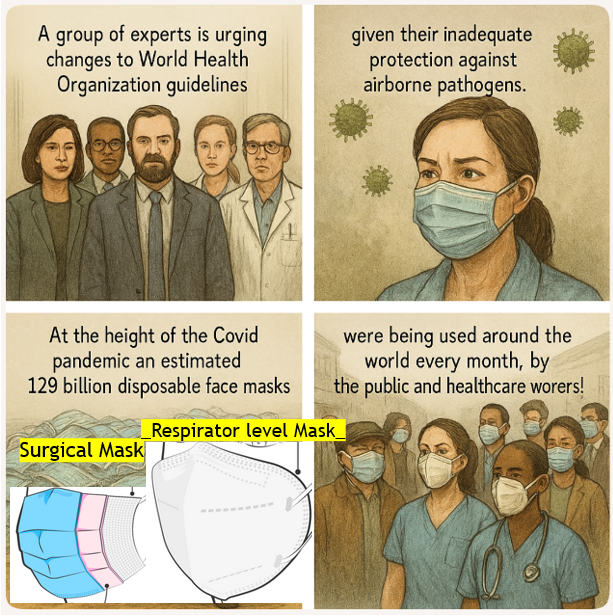 A group of experts is urging
changes to World Health
Organization guidelines
given their inadequate
protection against
airborne pathogens.
At the height of the Covid
pandemic an estimated
129 billion disposable face masks
_Respirator level Mask_
Surgical Mask
were being used around the
world every month, by
the public and healthcare worers!